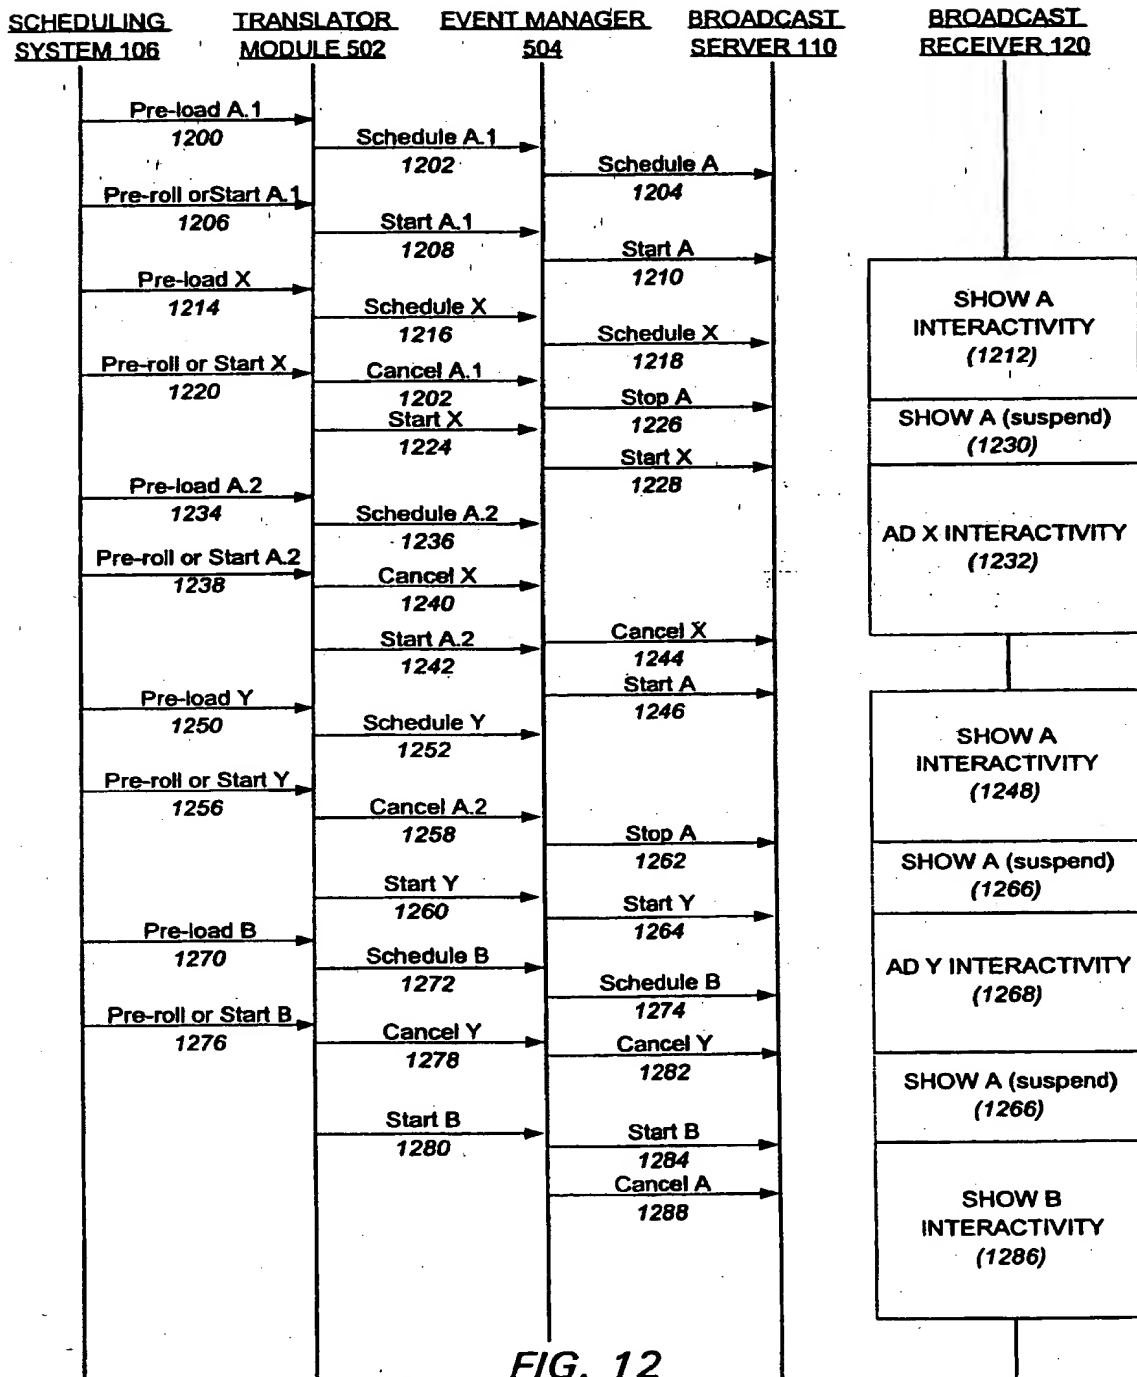 SCHEDULING
SYSTEM 106
TRANSLATOR
MODULE 502
EVENT MANAGER
504
BROADCAST
SERVER 110
BROADCAST
RECEIVER 120
Pre-load A.1
1200
Schedule A.1
1202
Schedule A
1204
Pre-roll orStart A.1
1206
Start A.1
1208
Start A
1210
SHOW A
INTERACTIVITY
(1212)
Pre-load X
1214
Schedule X
1216
Schedule X
1218
Pre-roll or Start X
1220
Cancel A.1
1202
Stop A
1226
Start X
1224
SHOW A (suspend)
(1230)
Start X
1228
Pre-load A.2
1234
Schedule A.2
1236
AD X INTERACTIVITY
(1232)
Pre-roll or Start A.2
1238
Cancel X
1240
Start A.2
1242
Cancel X
1244
Start A
1246
Pre-load Y
1250
Schedule Y
1252
SHOW A
INTERACTIVITY
(1248)
Pre-roll or Start Y
1256
Cancel A.2
1258
Stop A
1262
SHOW A (suspend)
(1266)
Start Y
1260
Start Y
1264
Pre-load B
1270
Schedule B
1272
Schedule B
1274
AD Y INTERACTIVITY
(1268)
Pre-roll or Start B
1276
Cancel Y
1278
Cancel Y
1282
SHOW A (suspend)
(1266)
Start B
1280
Start B
1284
Cancel A
1288
SHOW B
INTERACTIVITY
(1286)
FIG. 12